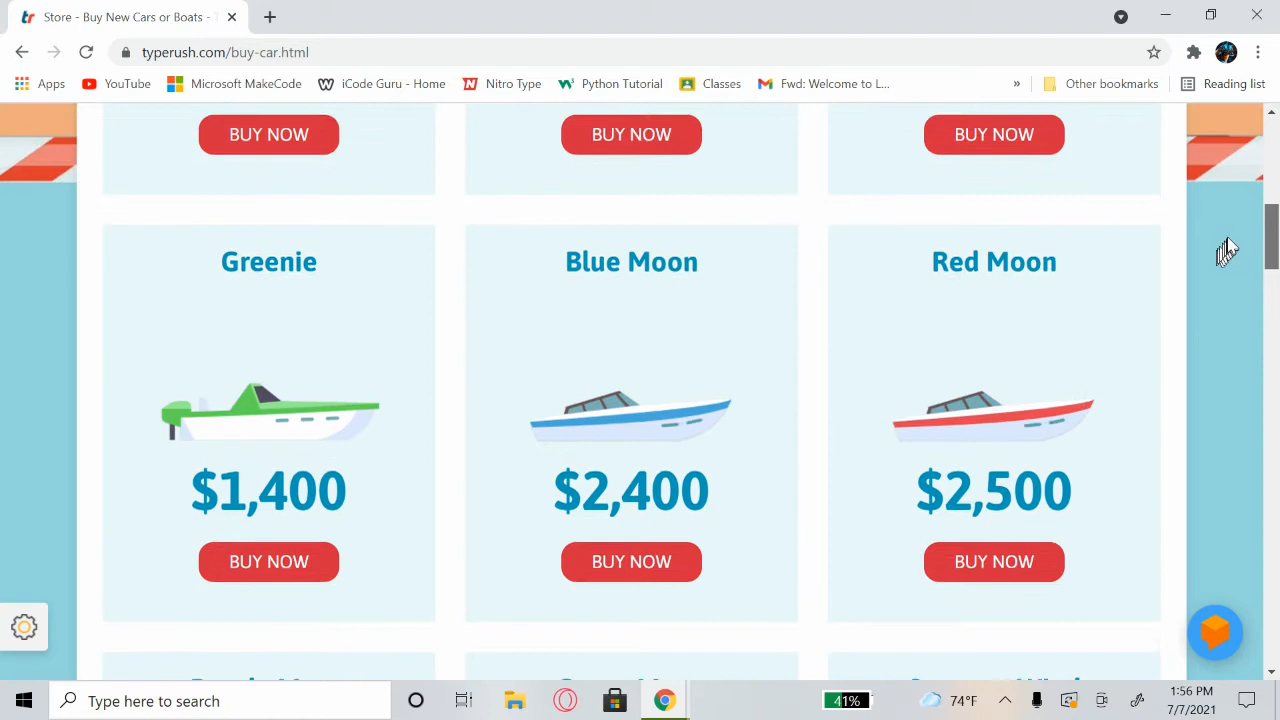 tr Store - Buy New Cars or Boats -
typerush.com/buy-car.html
Apps YouTube Microsoft MakeCode iCode Guru - Home Nitro Type Python Tutorial Classes Fwd: Welcome to L... » Other bookmarks Reading list
BUY NOW BUY NOW BUY NOW
Greenie Blue Moon Red Moon
$1,400 $2,400 $2,500
BUY NOW BUY NOW BUY NOW
Type here to search 41% 74°F 1:56 PM
7/7/2021